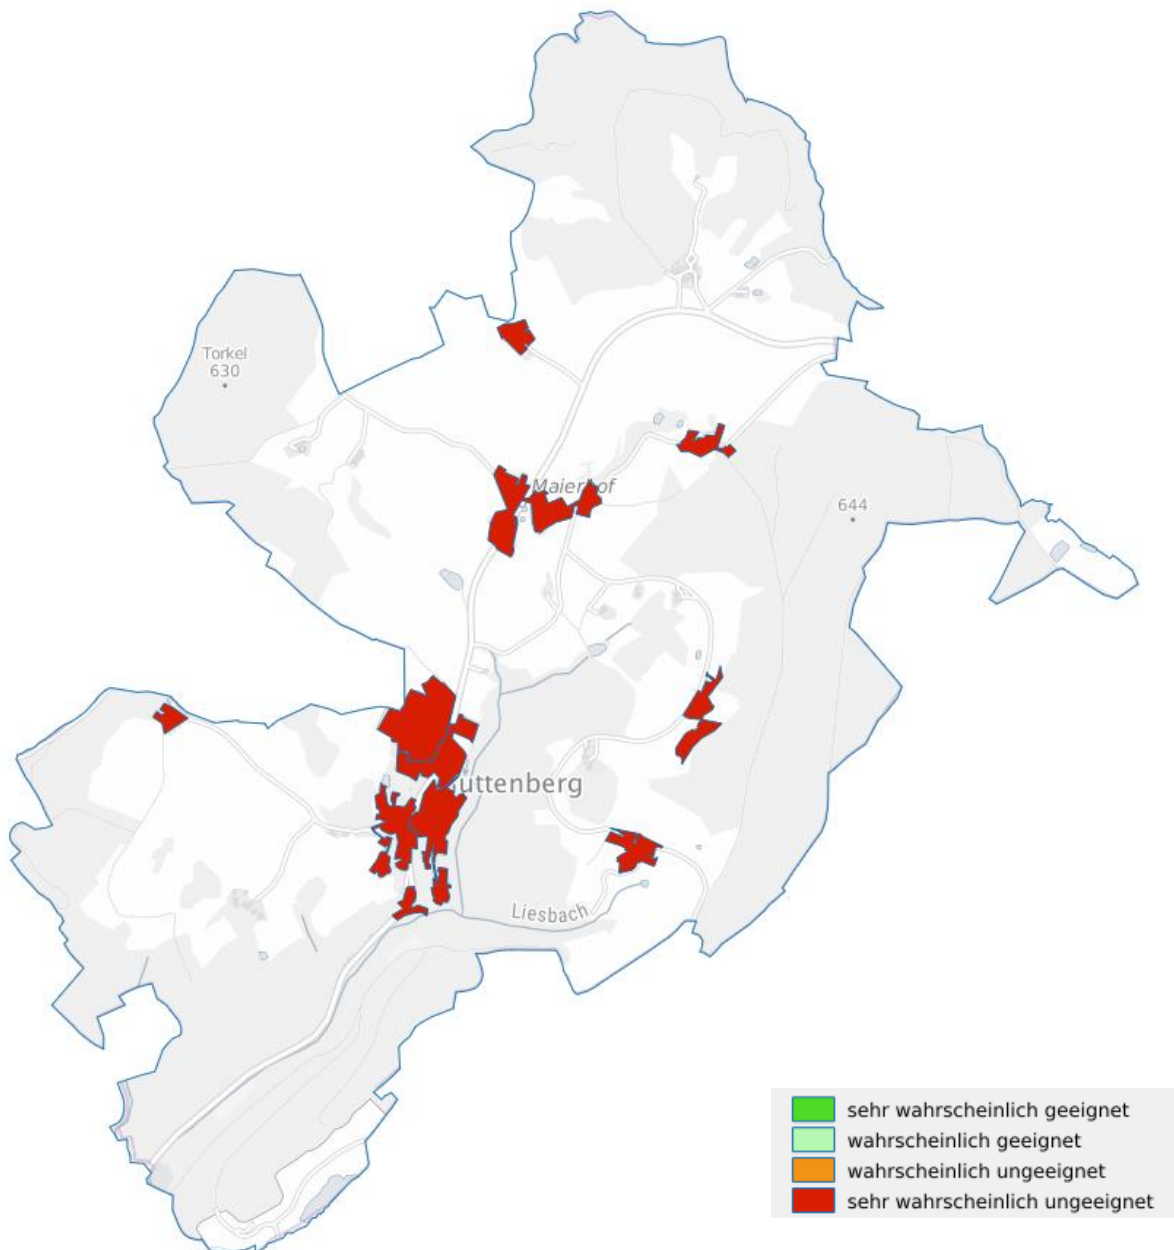 Torkel
630
Maierhof
644
uttenberg
Liesbach
sehr wahrscheinlich geeignet
wahrscheinlich geeignet
wahrscheinlich ungeeignet
sehr wahrscheinlich ungeeignet